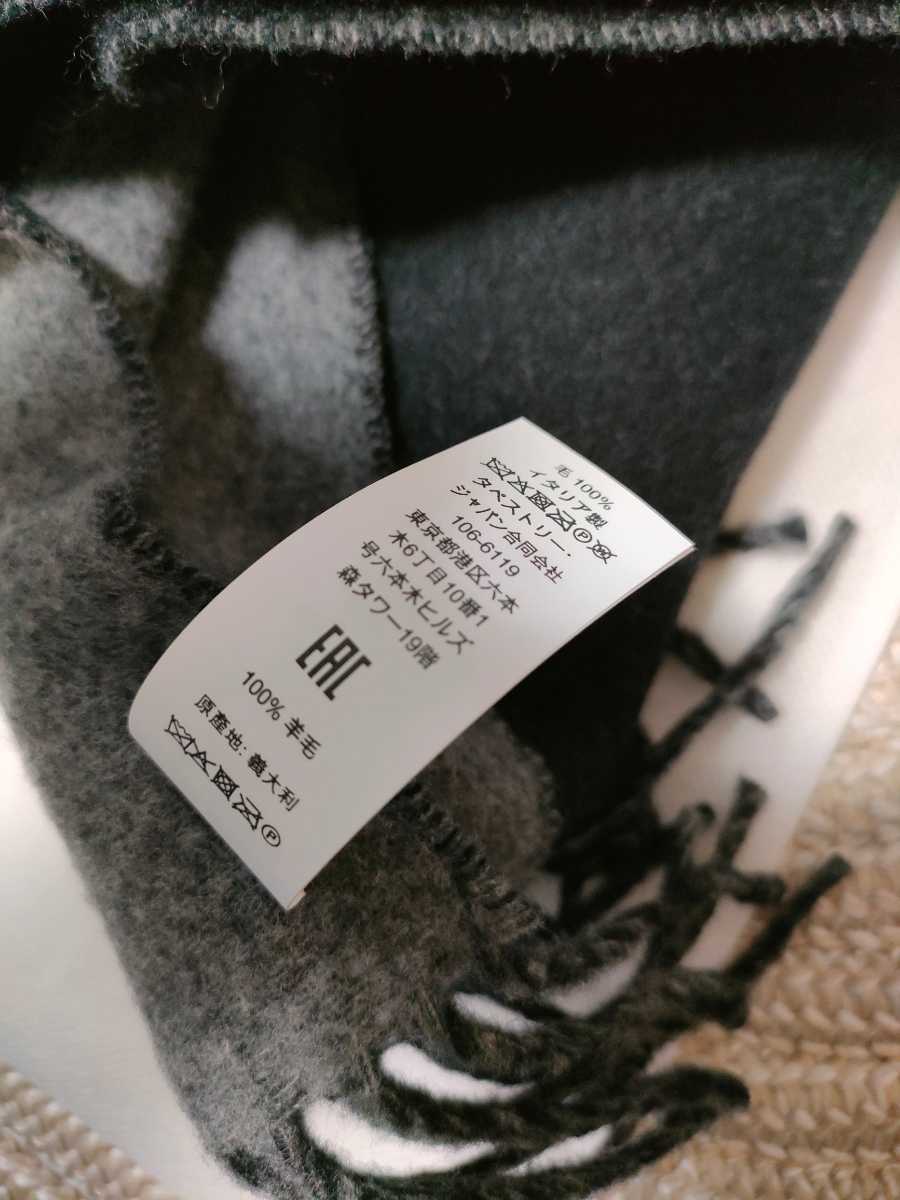 毛 100%
イタリア製
P
タペストリー・
ジャパン合同会社
106-6119
東京都港区六本
木6丁目10番1
号六本木ヒルズ
森タワー19階
EAC
100% 羊毛
原產地: 義大利
P